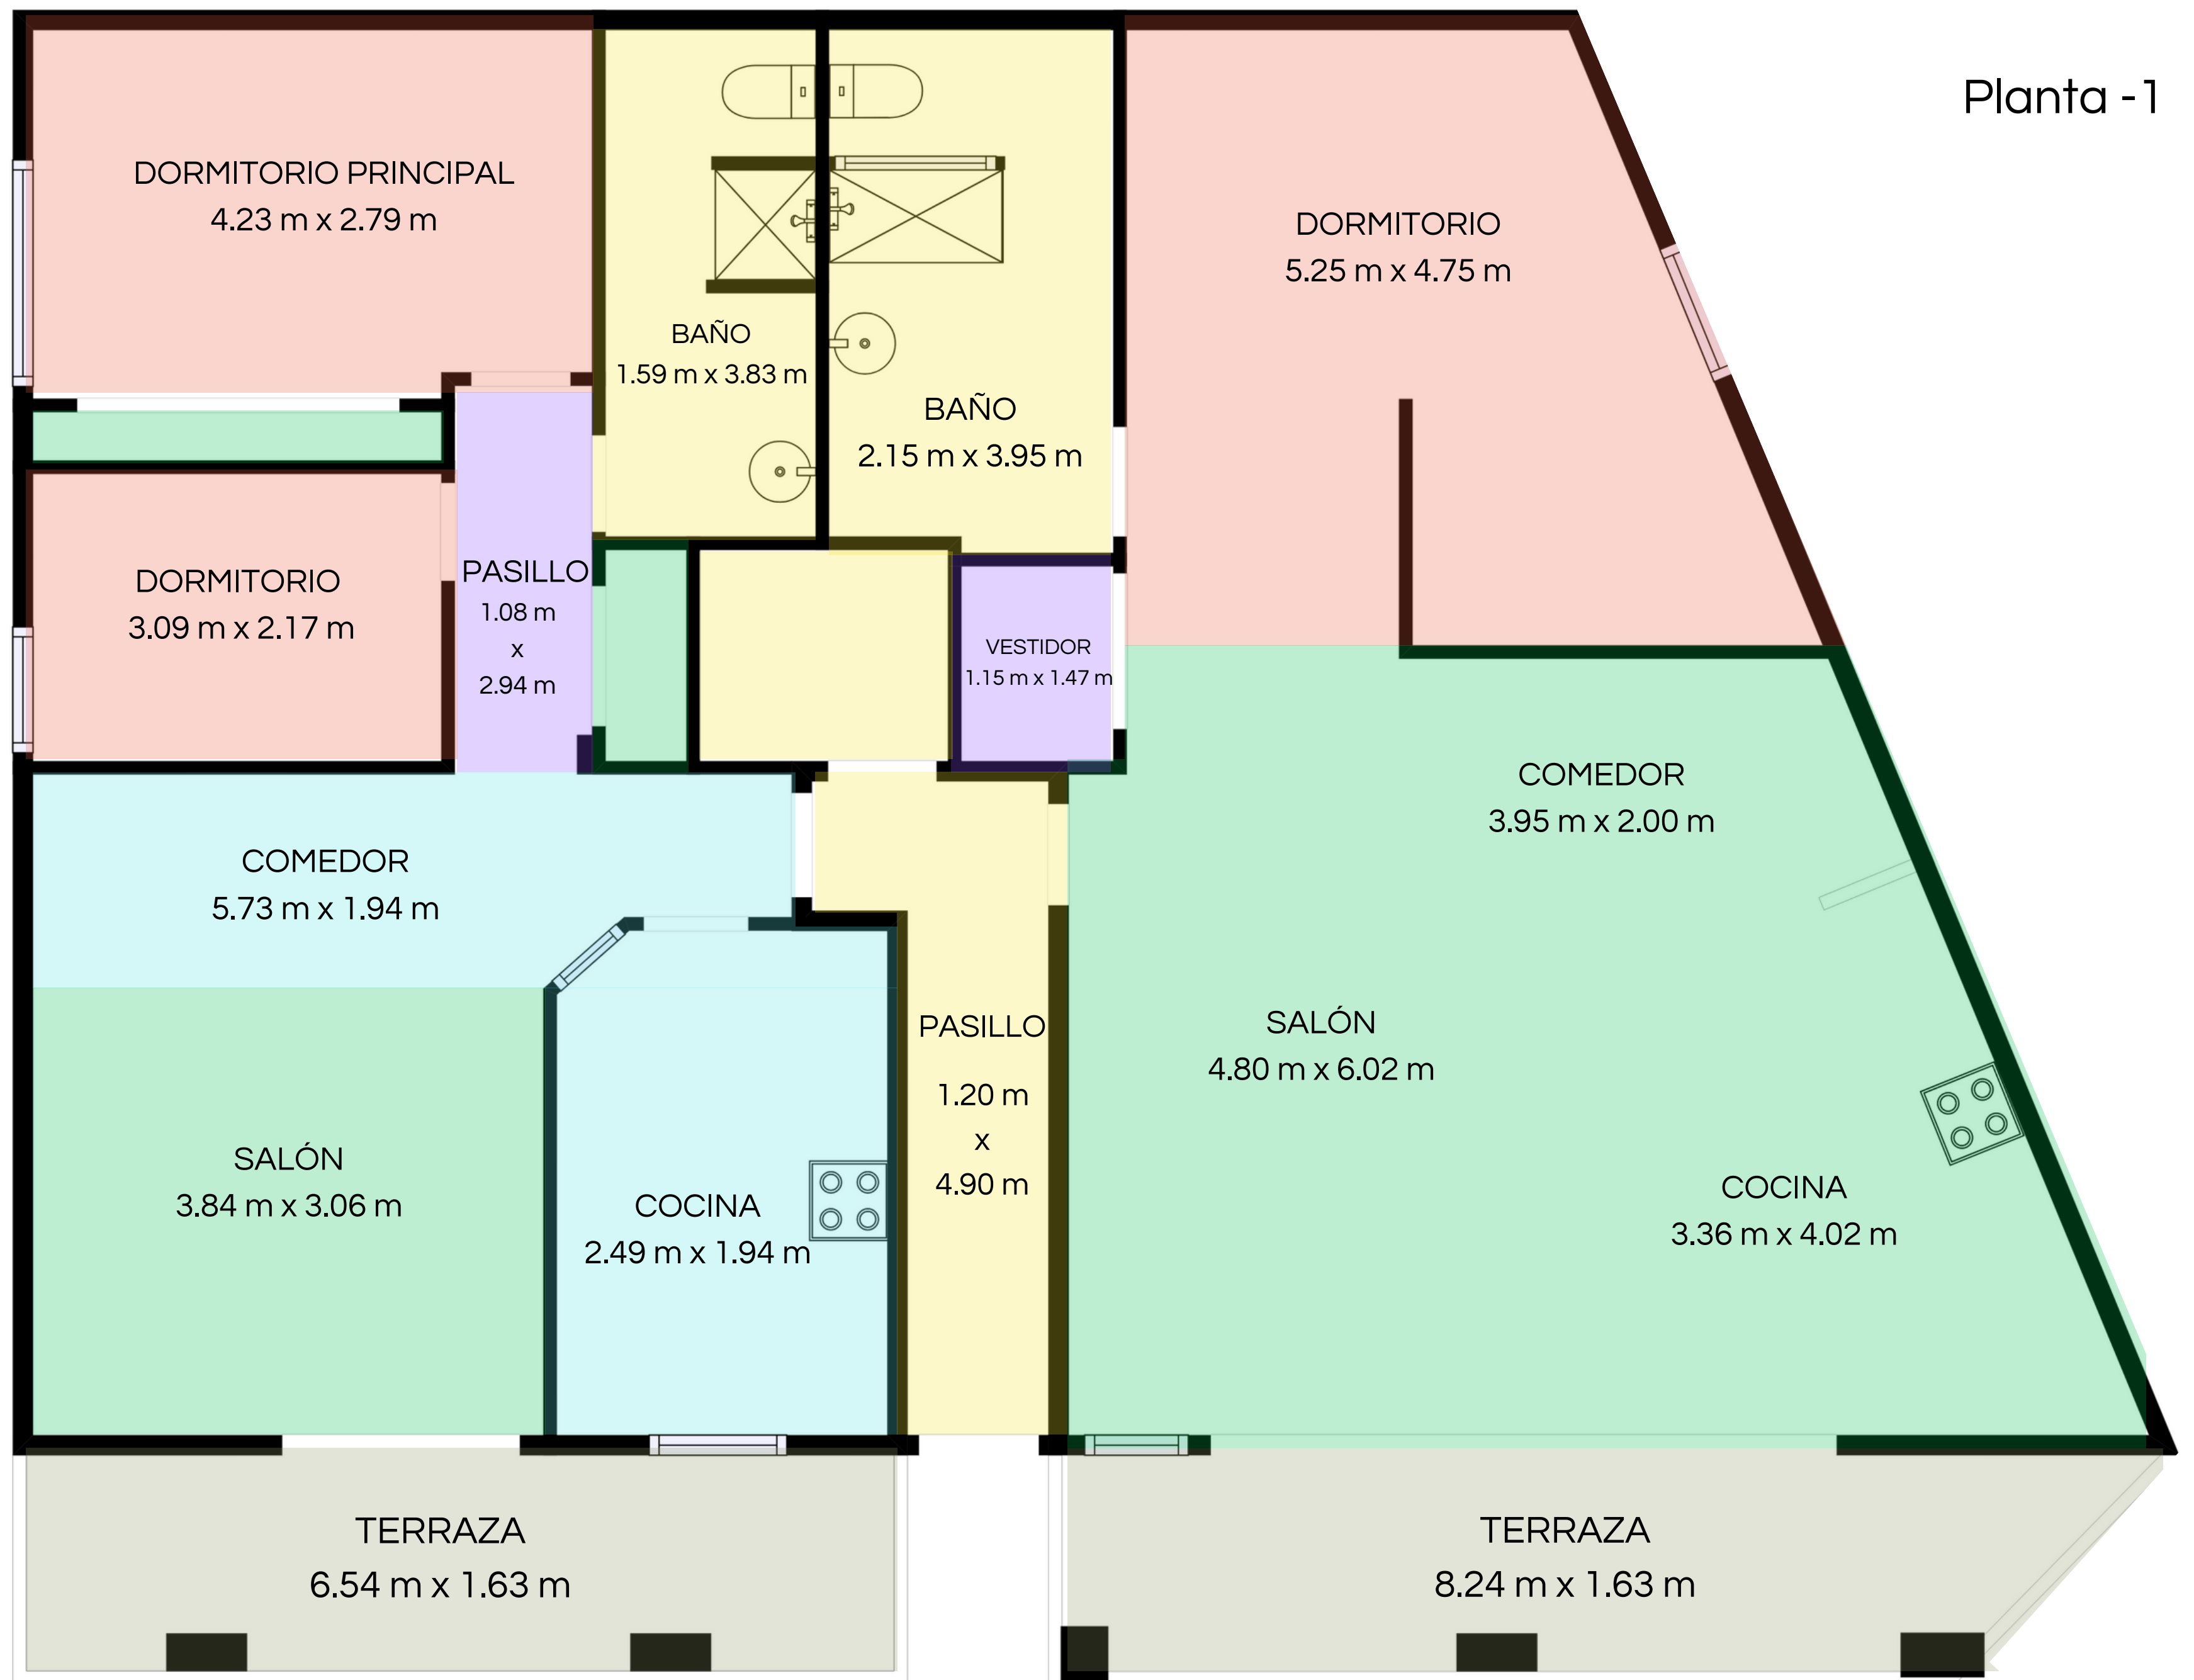 Planta -1
DORMITORIO PRINCIPAL
4.23 m x 2.79 m
BAÑO
1.59 m x 3.83 m
BAÑO
2.15 m x 3.95 m
DORMITORIO
5.25 m x 4.75 m
DORMITORIO
3.09 m x 2.17 m
PASILLO
1.08 m
x
2.94 m
VESTIDOR
1.15 m x 1.47 m
COMEDOR
5.73 m x 1.94 m
COMEDOR
3.95 m x 2.00 m
SALÓN
3.84 m x 3.06 m
COCINA
2.49 m x 1.94 m
PASILLO
1.20 m
x
4.90 m
SALÓN
4.80 m x 6.02 m
COCINA
3.36 m x 4.02 m
TERRAZA
6.54 m x 1.63 m
TERRAZA
8.24 m x 1.63 m